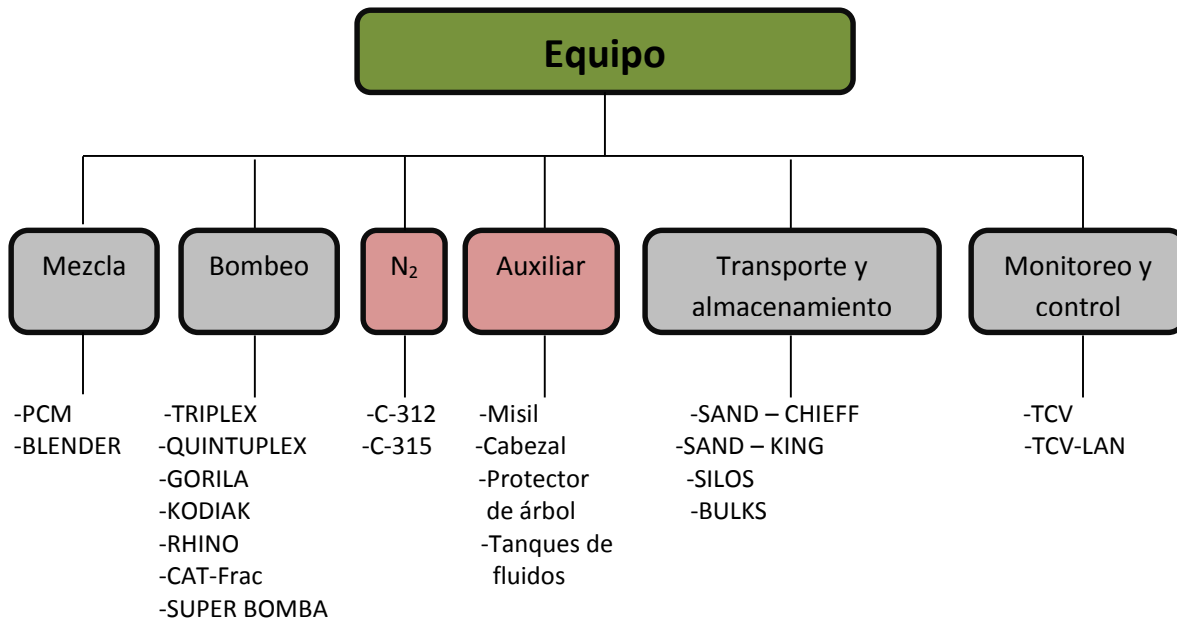 Equipo
Mezcla
-PCM
-BLENDER
Bombeo
-TRIPLEX
-QUINTUPLEX
-GORILA
-KODIAK
-RHINO
-CAT-Frac
-SUPER BOMBA
N₂
-C-312
-C-315
Auxiliar
-Misil
-Cabezal
-Protector
de árbol
-Tanques de
fluidos
Transporte y
almacenamiento
-SAND – CHIEFF
-SAND – KING
-SILOS
-BULKS
Monitoreo y
control
-TCV
-TCV-LAN